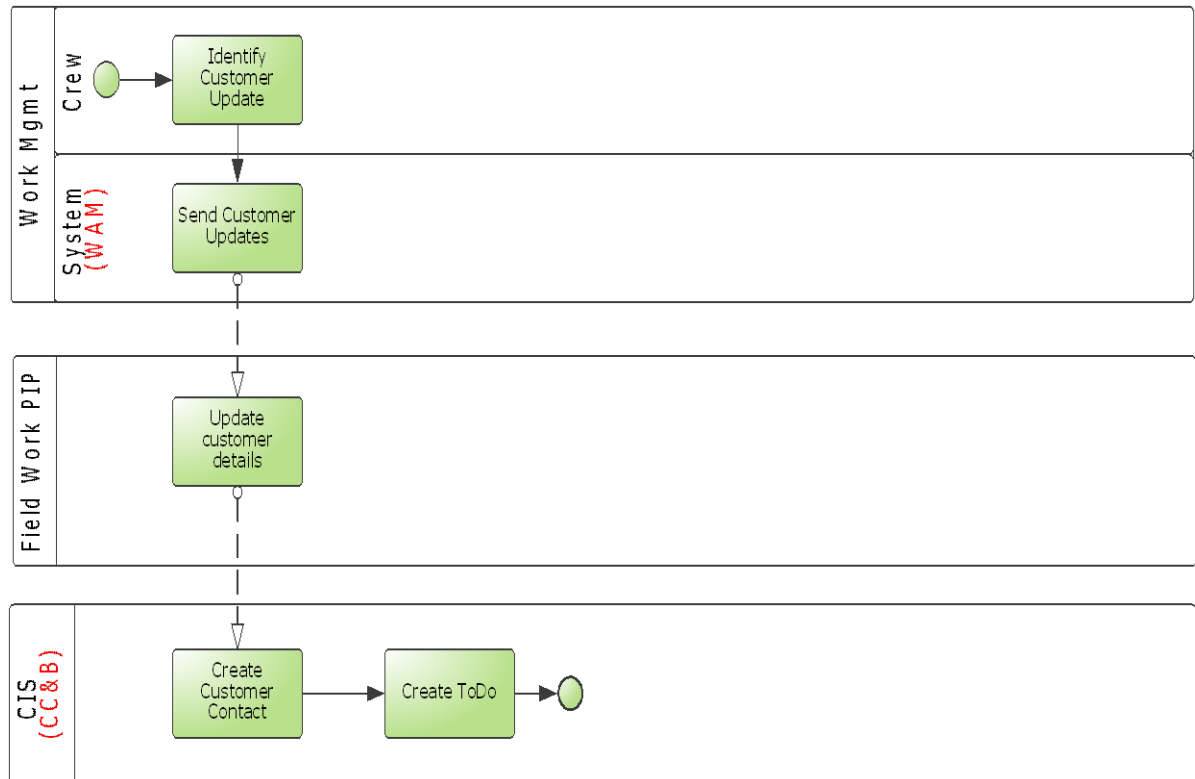 Work Mgmt
Crew
Identify
Customer
Update
System
(WAM)
Send Customer
Updates
Field Work PIP
Update
customer
details
CIS
(CC&B)
Create
Customer
Contact
Create ToDo